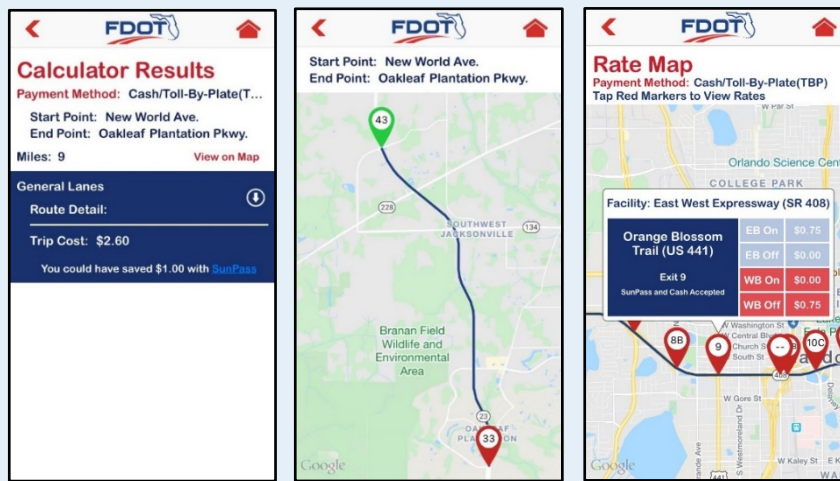 FDOT
Calculator Results
Payment Method: Cash/Toll-By-Plate(T...
Start Point: New World Ave.
End Point: Oakleaf Plantation Pkwy.
Miles: 9
View on Map
General Lanes
Route Detail:
Trip Cost: $2.60
You could have saved $1.00 with SunPass
FDOT
Start Point: New World Ave.
End Point: Oakleaf Plantation Pkwy.
43
228
SOUTHWEST
JACKSONVILLE
134
Branan Field
Wildlife and
Environmental
Area
23
33
Google
FDOT
Rate Map
Payment Method: Cash/Toll-By-Plate(TBP)
Tap Red Markers to View Rates
W Par St
Orlando Science Cent
COLLEGE PARK
Facility: East West Expressway (SR 408)
Orange Blossom
Trail (US 441)
Exit 9
SunPass and Cash Accepted
EB On $0.75
EB Off $0.00
WB On $0.00
WB Off $0.75
W Washington St
W Central Blvd
Church St
South St
8B
9
--
10C
408
W Gore St
S Westmoreland Dr
W Kaley St
441
Google